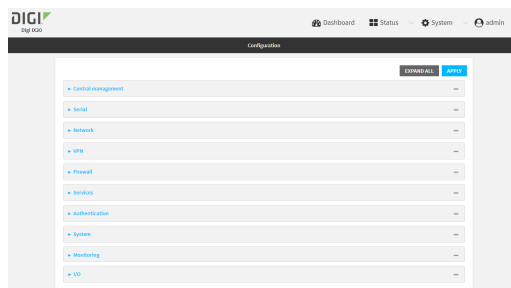 DIGI
Digi IX20
Dashboard Status System admin
Configuration
EXPAND ALL APPLY
Central management
Serial
Network
VPN
Firewall
Services
Authentication
System
Monitoring
I/O